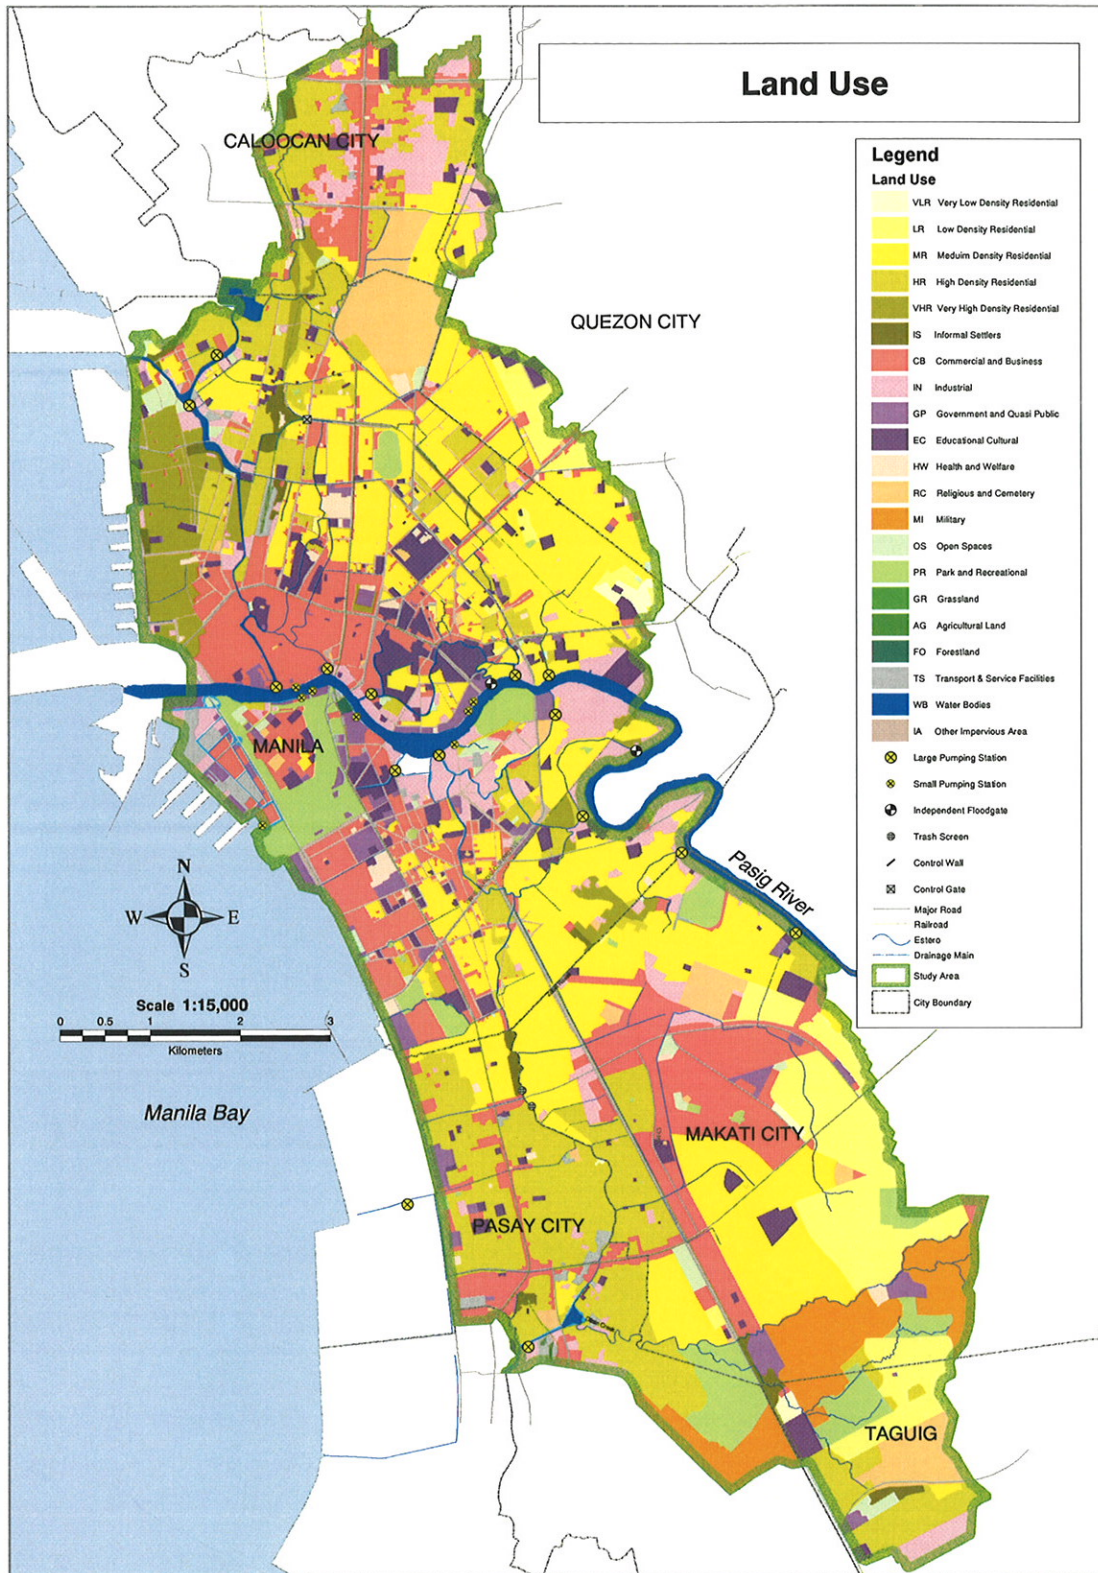 Land Use
CALOOCAN CITY
QUEZON CITY
MANILA
Pasig River
N
W E
S
Scale 1:15,000
0 0.5 1 2 3
Kilometers
Manila Bay
MAKATI CITY
PASAY CITY
TAGUIG
Legend
Land Use
VLR Very Low Density Residential
LR Low Density Residential
MR Meduim Density Residential
HR High Density Residential
VHR Very High Density Residential
IS Informal Settlers
CB Commercial and Business
IN Industrial
GP Government and Quasi Public
EC Educational Cultural
HW Health and Welfare
RC Religious and Cemetery
MI Military
OS Open Spaces
PR Park and Recreational
GR Grassland
AG Agricultural Land
FO Forestland
TS Transport & Service Facilities
WB Water Bodies
IA Other Impervious Area
Large Pumping Station
Small Pumping Station
Independent Floodgate
Trash Screen
Control Wall
Control Gate
Major Road
Railroad
Estero
Drainage Main
Study Area
City Boundary